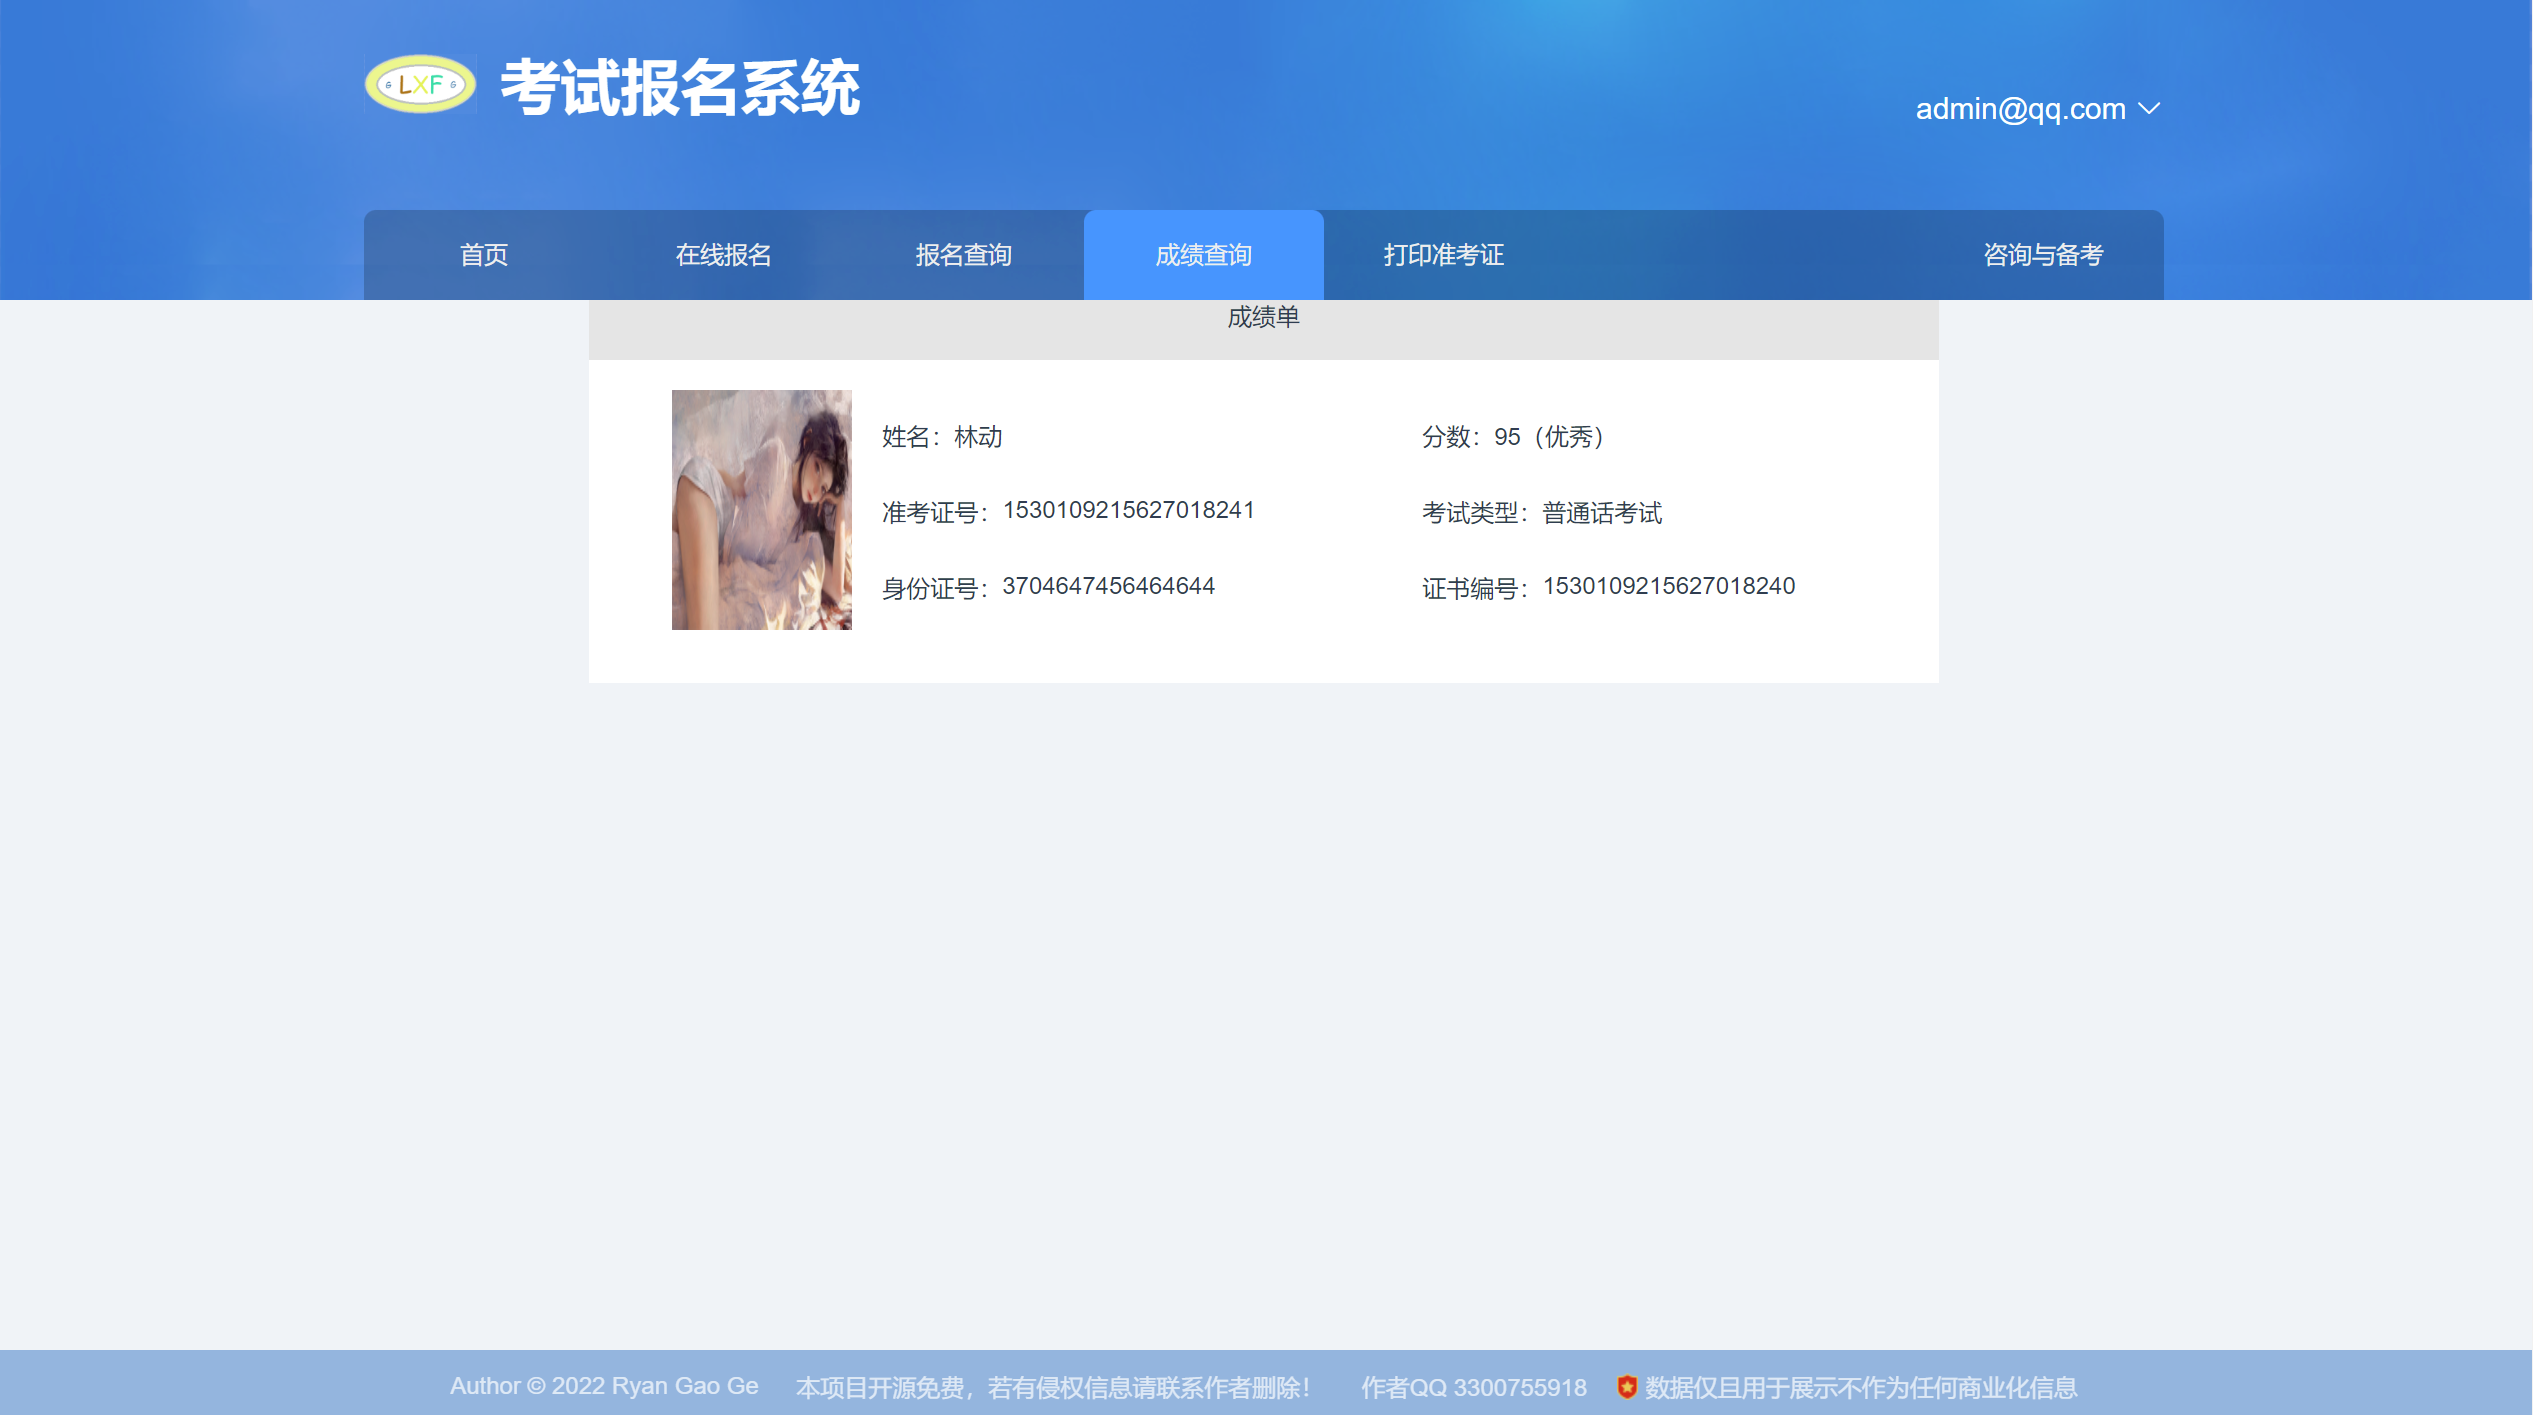 G LXF G
考试报名系统
admin@qq.com
首页 在线报名 报名查询 成绩查询 打印准考证 咨询与备考
成绩单
姓名：林动 分数：95（优秀）
准考证号：1530109215627018241 考试类型：普通话考试
身份证号：3704647456464644 证书编号：1530109215627018240
Author © 2022 Ryan Gao Ge 本项目开源免费，若有侵权信息请联系作者删除！ 作者QQ 3300755918 数据仅且用于展示不作为任何商业化信息